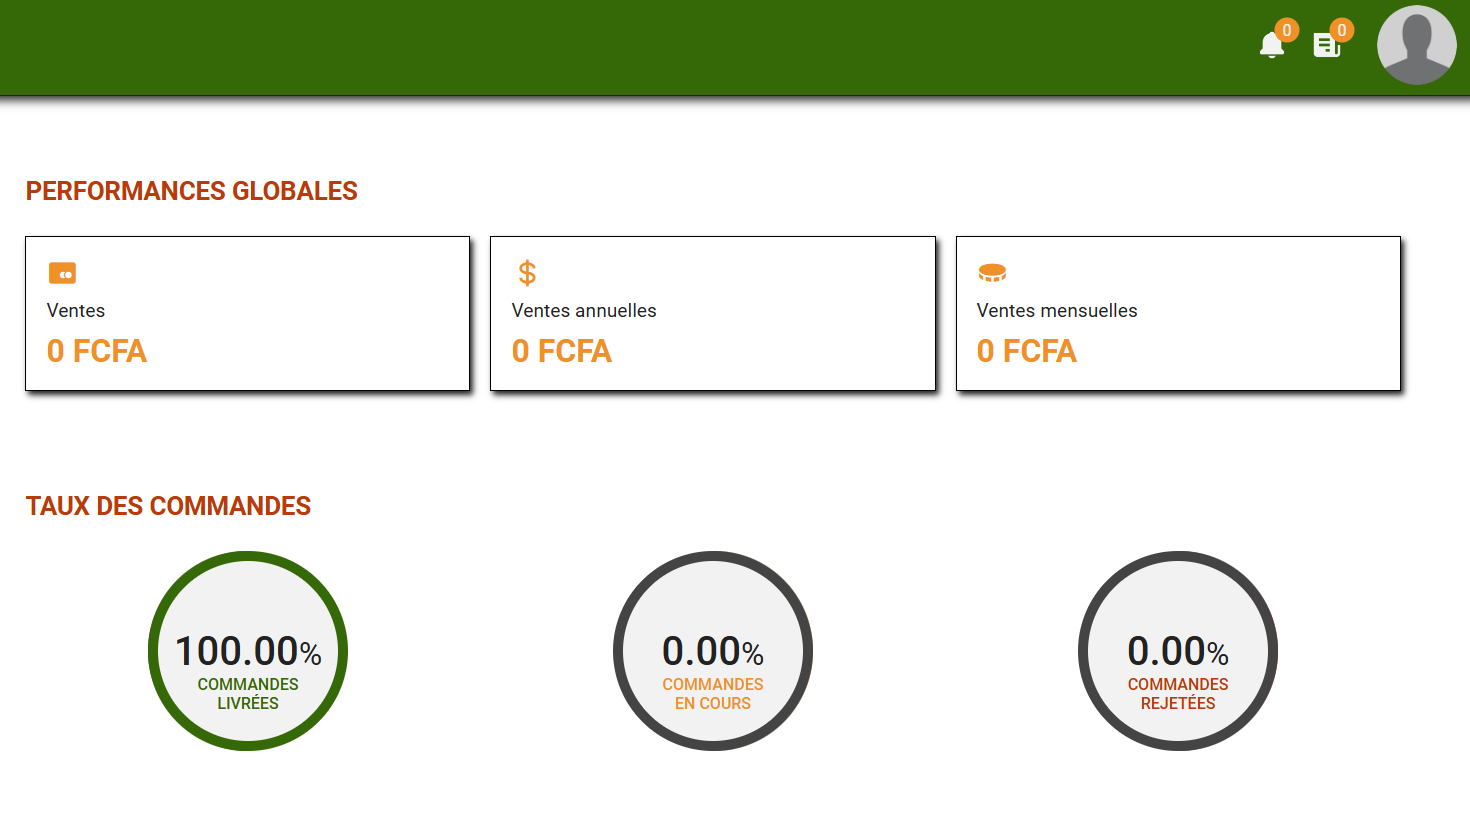 0
0
PERFORMANCES GLOBALES
Ventes
0 FCFA
$
Ventes annuelles
0 FCFA
Ventes mensuelles
0 FCFA
TAUX DES COMMANDES
100.00%
COMMANDES
LIVRÉES
0.00%
COMMANDES
EN COURS
0.00%
COMMANDES
REJETÉES